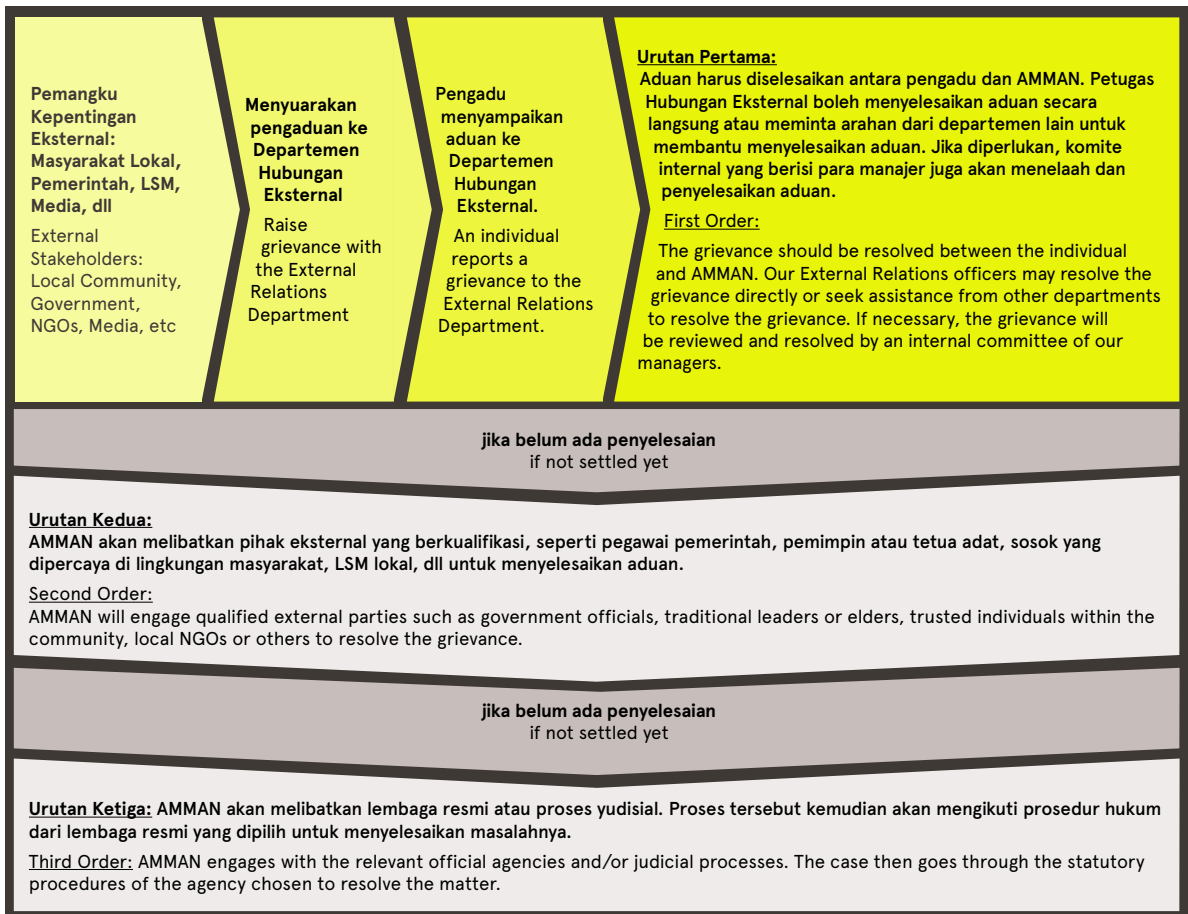 Pemangku
Kepentingan
Eksternal:
Masyarakat Lokal,
Pemerintah, LSM,
Media, dll
External
Stakeholders:
Local Community,
Government,
NGOs, Media, etc
Menyuarakan
pengaduan ke
Departemen
Hubungan
Eksternal
Raise
grievance with
the External
Relations
Department
Pengadu
menyampaikan
aduan ke
Departemen
Hubungan
Eksternal.
An individual
reports a
grievance to the
External Relations
Department.
Urutan Pertama:
Aduan harus diselesaikan antara pengadu dan AMMAN. Petugas
Hubungan Eksternal boleh menyelesaikan aduan secara
langsung atau meminta arahan dari departemen lain untuk
membantu menyelesaikan aduan. Jika diperlukan, komite
internal yang berisi para manajer juga akan menelaah dan
penyelesaikan aduan.
First Order:
The grievance should be resolved between the individual
and AMMAN. Our External Relations officers may resolve the
grievance directly or seek assistance from other departments
to resolve the grievance. If necessary, the grievance will
be reviewed and resolved by an internal committee of our
managers.
jika belum ada penyelesaian
if not settled yet
Urutan Kedua:
AMMAN akan melibatkan pihak eksternal yang berkualifikasi, seperti pegawai pemerintah, pemimpin atau tetua adat, sosok yang
dipercaya di lingkungan masyarakat, LSM lokal, dll untuk menyelesaikan aduan.
Second Order:
AMMAN will engage qualified external parties such as government officials, traditional leaders or elders, trusted individuals within the
community, local NGOs or others to resolve the grievance.
jika belum ada penyelesaian
if not settled yet
Urutan Ketiga: AMMAN akan melibatkan lembaga resmi atau proses yudisial. Proses tersebut kemudian akan mengikuti prosedur hukum
dari lembaga resmi yang dipilih untuk menyelesaikan masalahnya.
Third Order: AMMAN engages with the relevant official agencies and/or judicial processes. The case then goes through the statutory
procedures of the agency chosen to resolve the matter.